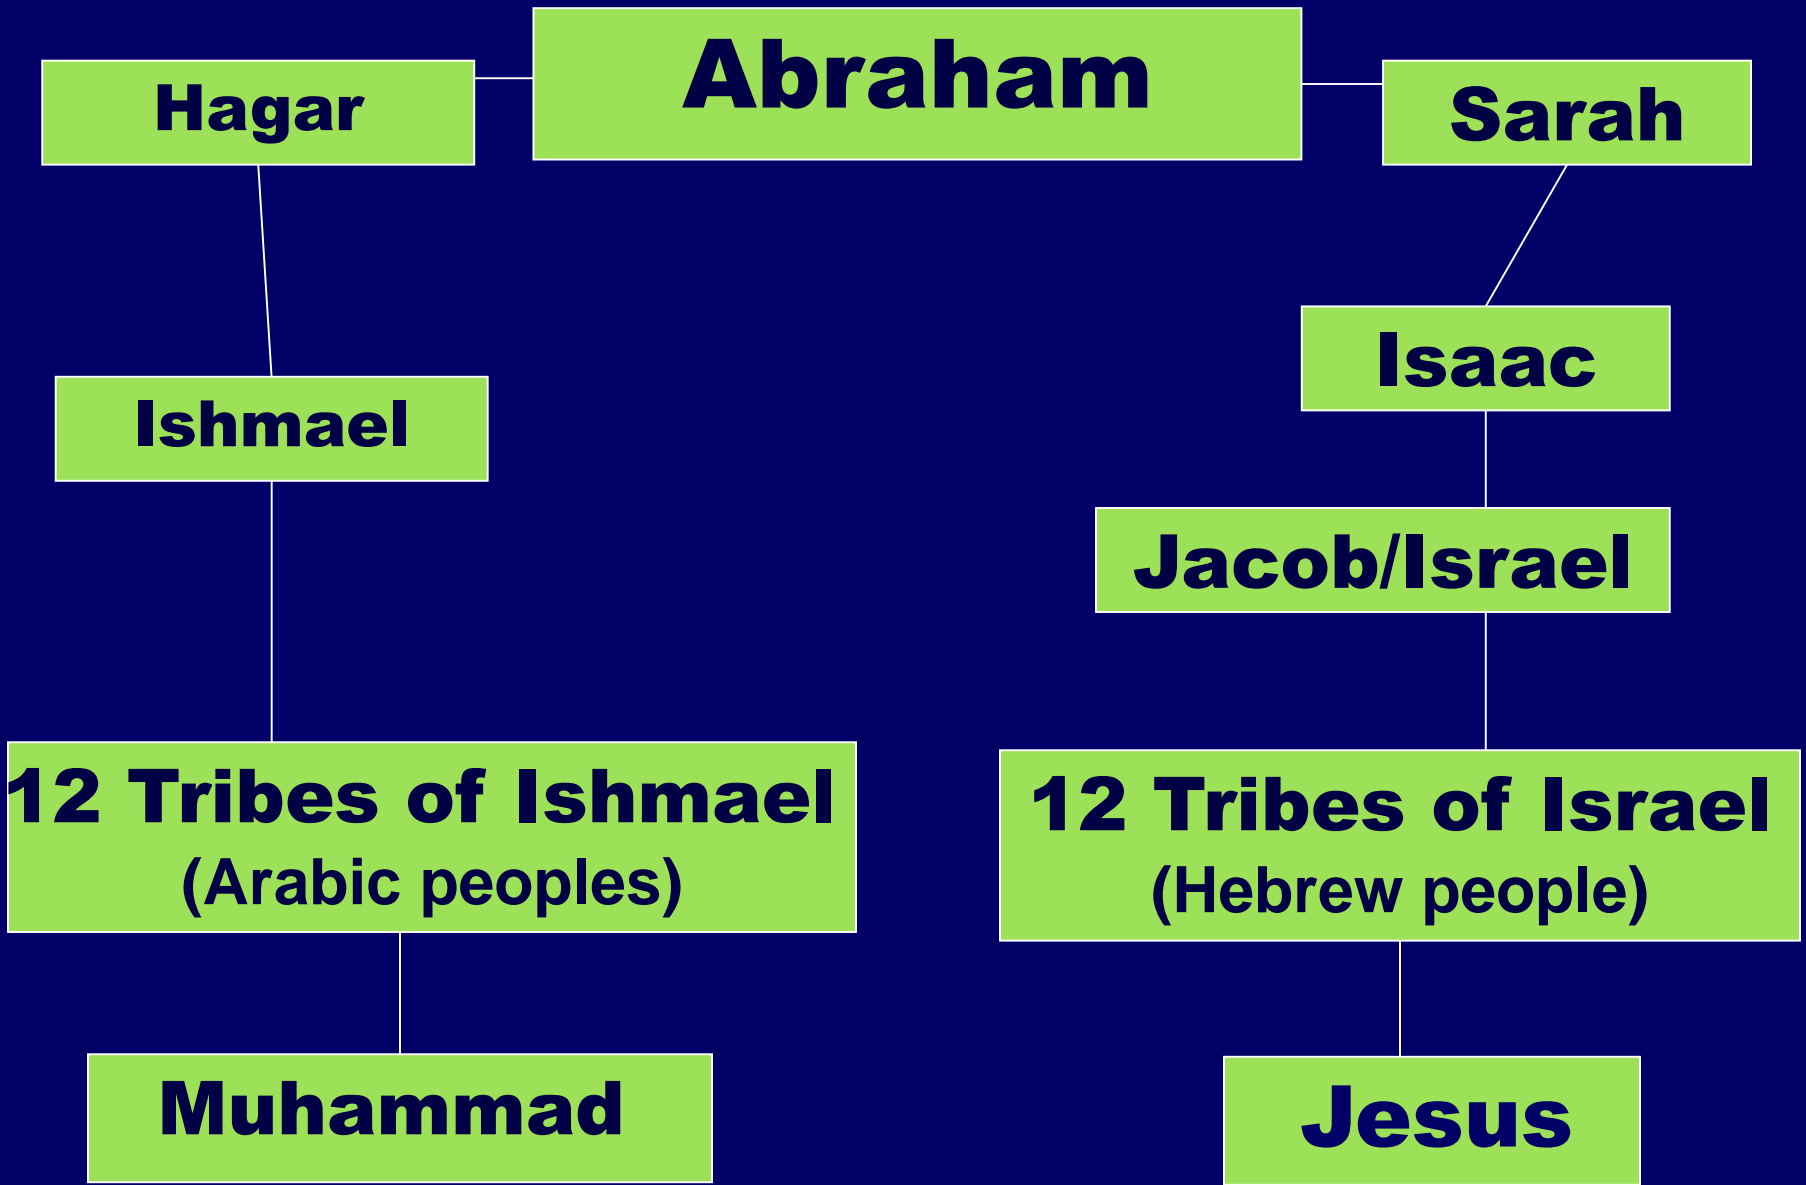 Abraham
Hagar
Sarah
Isaac
Ishmael
Jacob/Israel
12 Tribes of Ishmael
(Arabic peoples)
12 Tribes of Israel
(Hebrew people)
Muhammad
Jesus